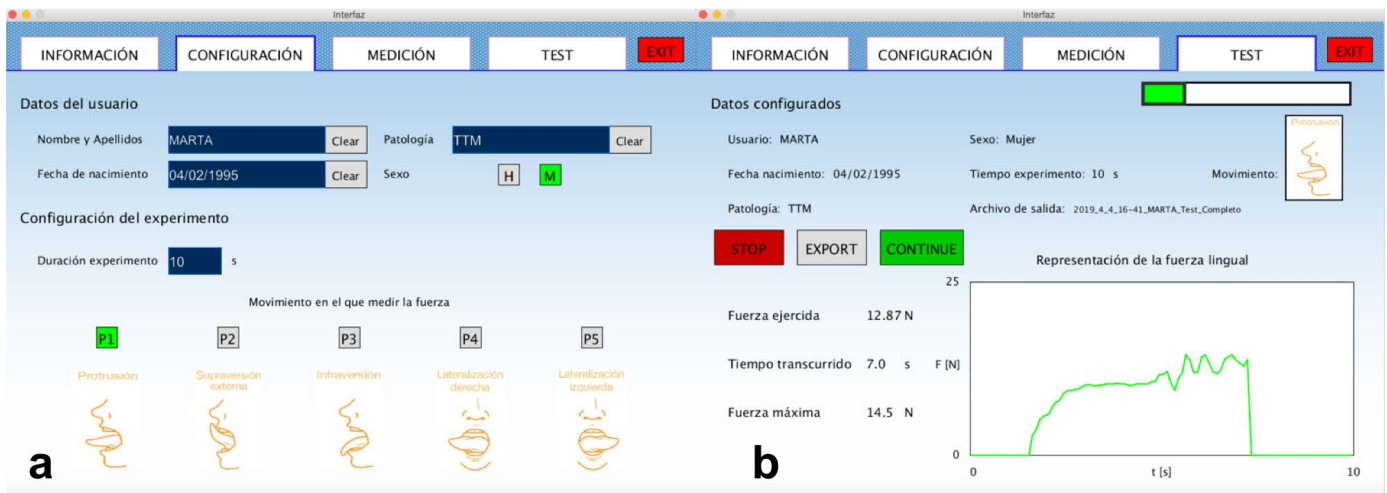 Interfaz
INFORMACIÓN CONFIGURACIÓN MEDICIÓN TEST EXIT
Datos del usuario
Nombre y Apellidos MARTA Clear Patología TTM Clear
Fecha de nacimiento 04/02/1995 Clear Sexo H M
Configuración del experimento
Duración experimento 10 s
Movimiento en el que medir la fuerza
P1 P2 P3 P4 P5
Protrusión Supraversión externa Infraversión Lateralización derecha Lateralización izquierda
a
Interfaz
INFORMACIÓN CONFIGURACIÓN MEDICIÓN TEST EXIT
Datos configurados
Usuario: MARTA Sexo: Mujer
Protrusión
Fecha nacimiento: 04/02/1995 Tiempo experimento: 10 s Movimiento:
Patología: TTM Archivo de salida: 2019_4_4_16-41_MARTA_Test_Completo
STOP EXPORT CONTINUE
Representación de la fuerza lingual
25
Fuerza ejercida 12.87 N
Tiempo transcurrido 7.0 s F [N]
Fuerza máxima 14.5 N
0
0 t [s] 10
b